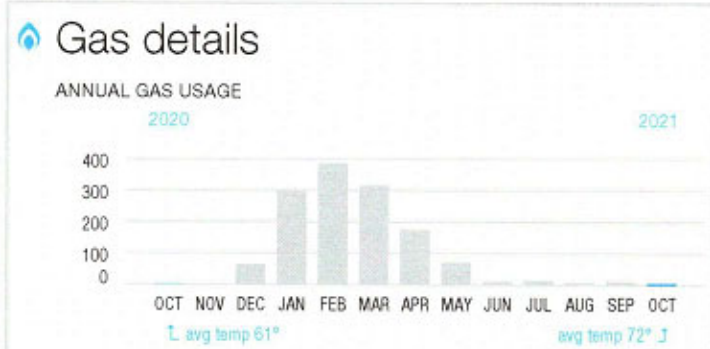 Gas details
ANNUAL GAS USAGE
2020 2021
400
300
200
100
0
OCT NOV DEC JAN FEB MAR APR MAY JUN JUL AUG SEP OCT
avg temp 61° avg temp 72°